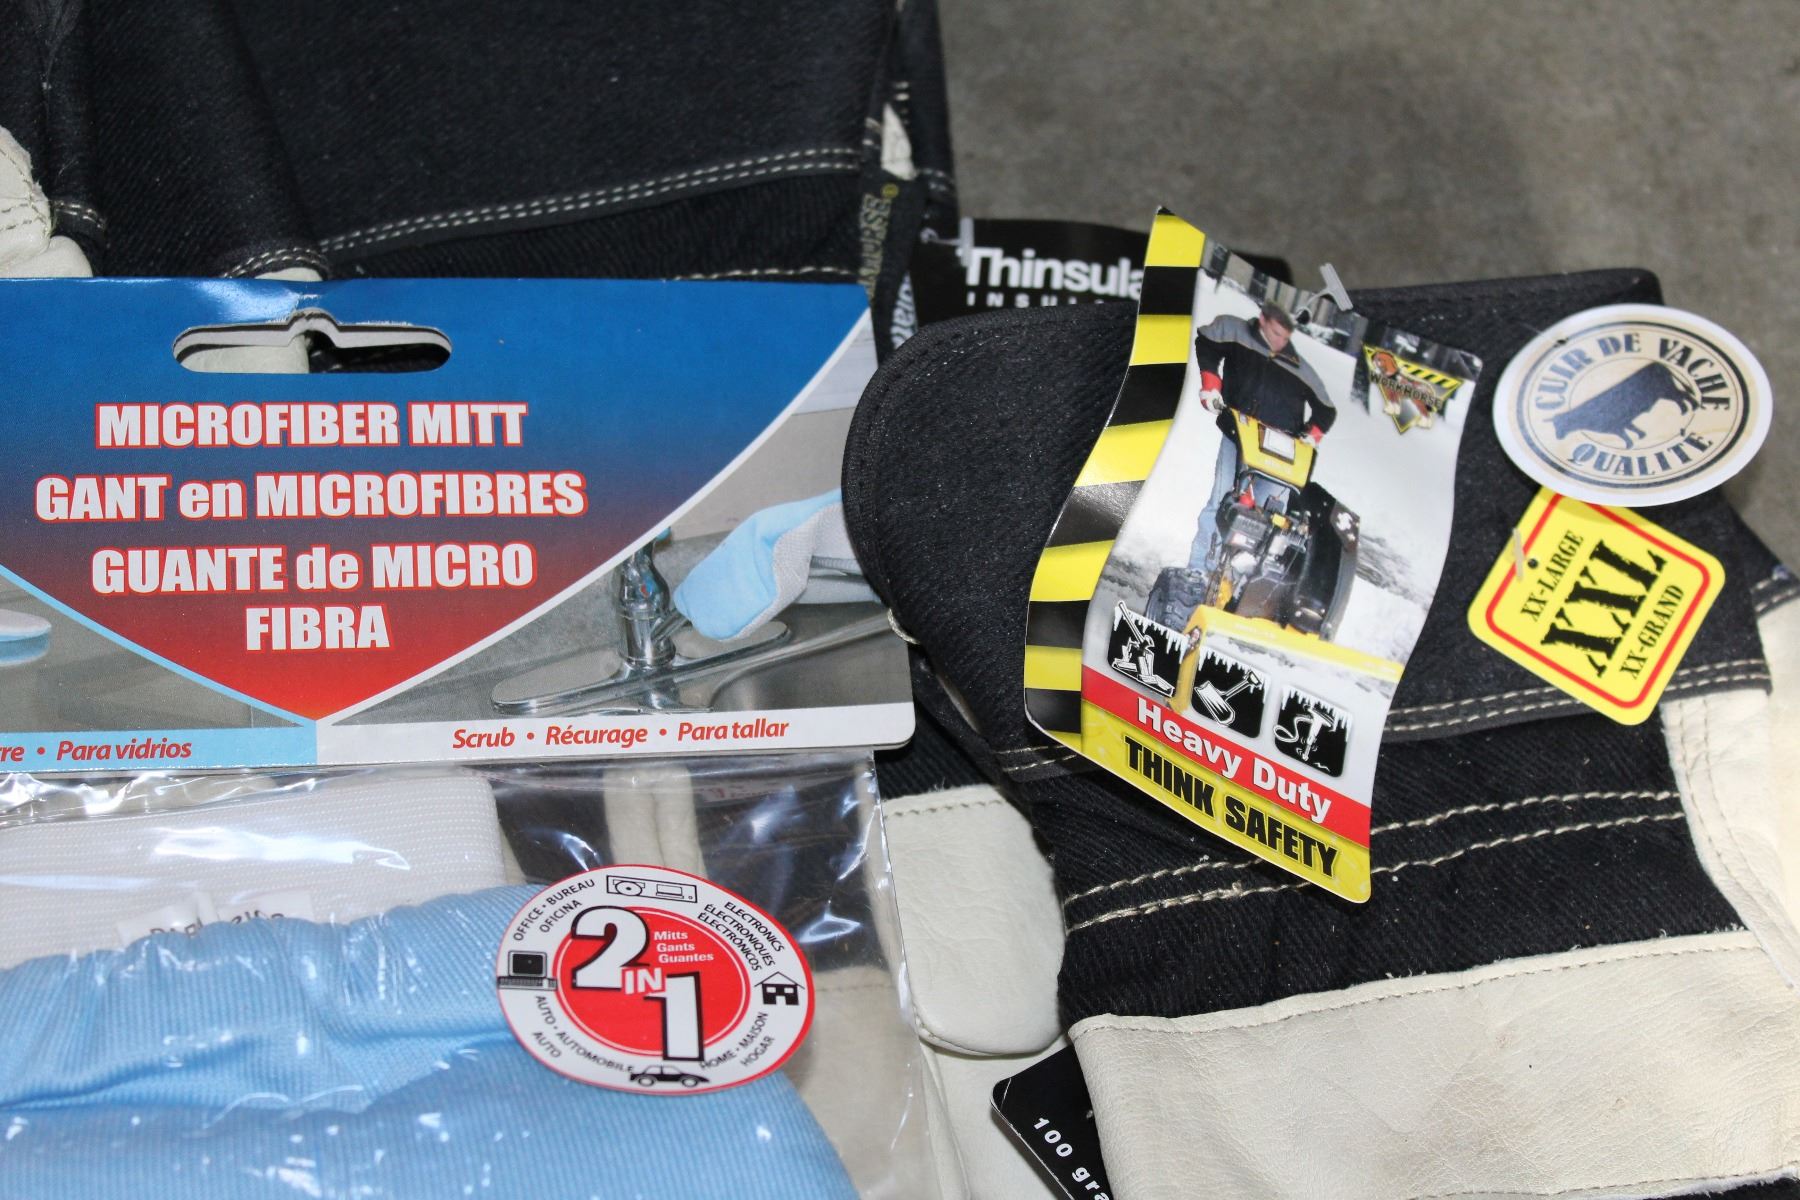 MICROFIBER MITT
GANT en MICROFIBRES
GUANTE de MICRO
FIBRA
Para vidrios
Scrub • Récurage • Para tallar
OFFICE • BUREAU
OFICINA
ELECTRONICS
ÉLECTRONIQUES
ELECTRÓNICOS
2 IN 1
Mitts
Gants
Guantes
AUTO • AUTOMOBILE
AUTO
HOME • MAISON
HOGAR
INSU
WORKHORSE
Heavy Duty
THINK SAFETY
CUIR DE VACHE
QUALITÉ
XX-LARGE
XXL
XX-GRAND
100